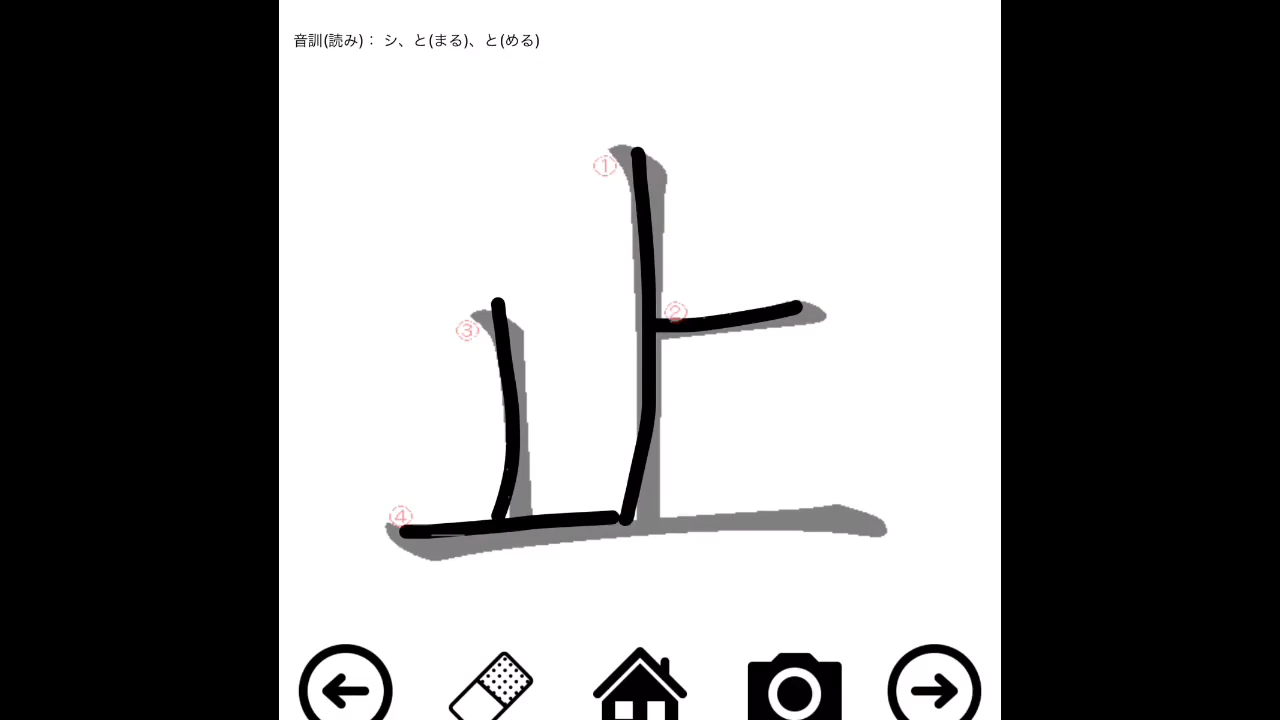 音訓(読み)： シ、と(まる)、と(める)
①
②
③
④
止